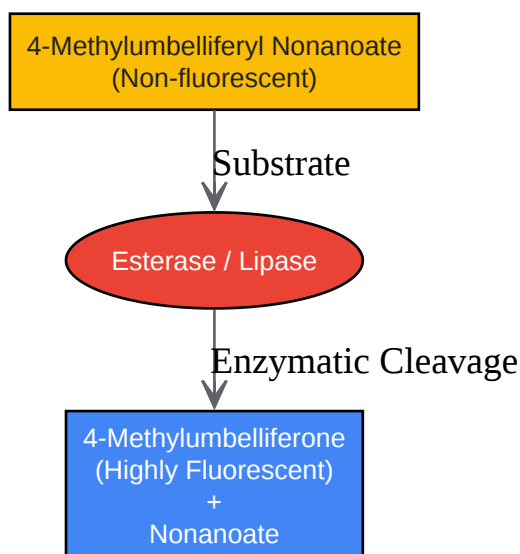 4-Methylumbelliferyl Nonanoate
(Non-fluorescent)
Substrate
Esterase / Lipase
Enzymatic Cleavage
4-Methylumbelliferone
(Highly Fluorescent)
+
Nonanoate